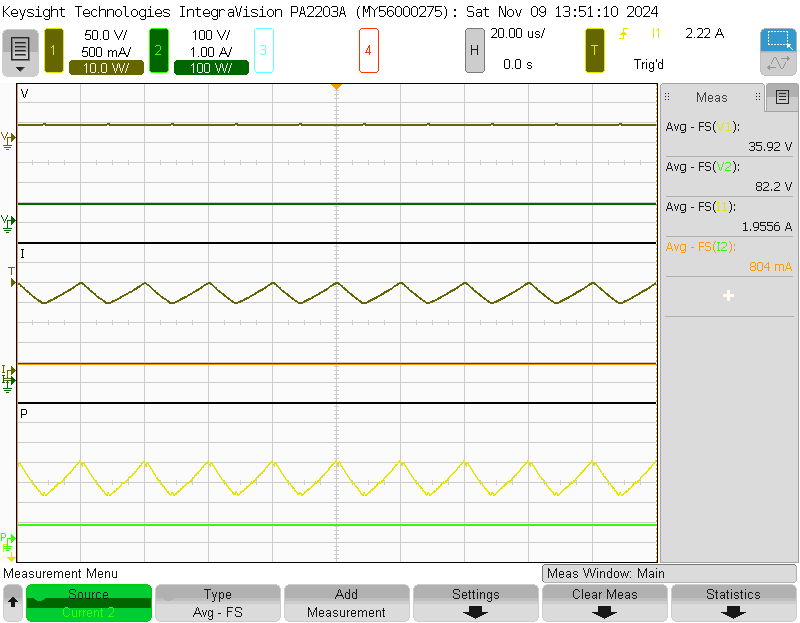 Keysight Technologies IntegraVision PA2203A (MY56000275): Sat Nov 09 13:51:10 2024
1 50.0 V/ 500 mA/ 10.0 W/
2 100 V/ 1.00 A/ 100 W/
3
4
H 20.00 us/ 0.0 s
T I1 2.22 A
Trig'd
V
I
P
Meas
Avg - FS(V1):
35.92 V
Avg - FS(V2):
82.2 V
Avg - FS(I1):
1.9556 A
Avg - FS(I2):
804 mA
Measurement Menu
Meas Window: Main
Source
Current 2
Type
Avg - FS
Add
Measurement
Settings
Clear Meas
Statistics